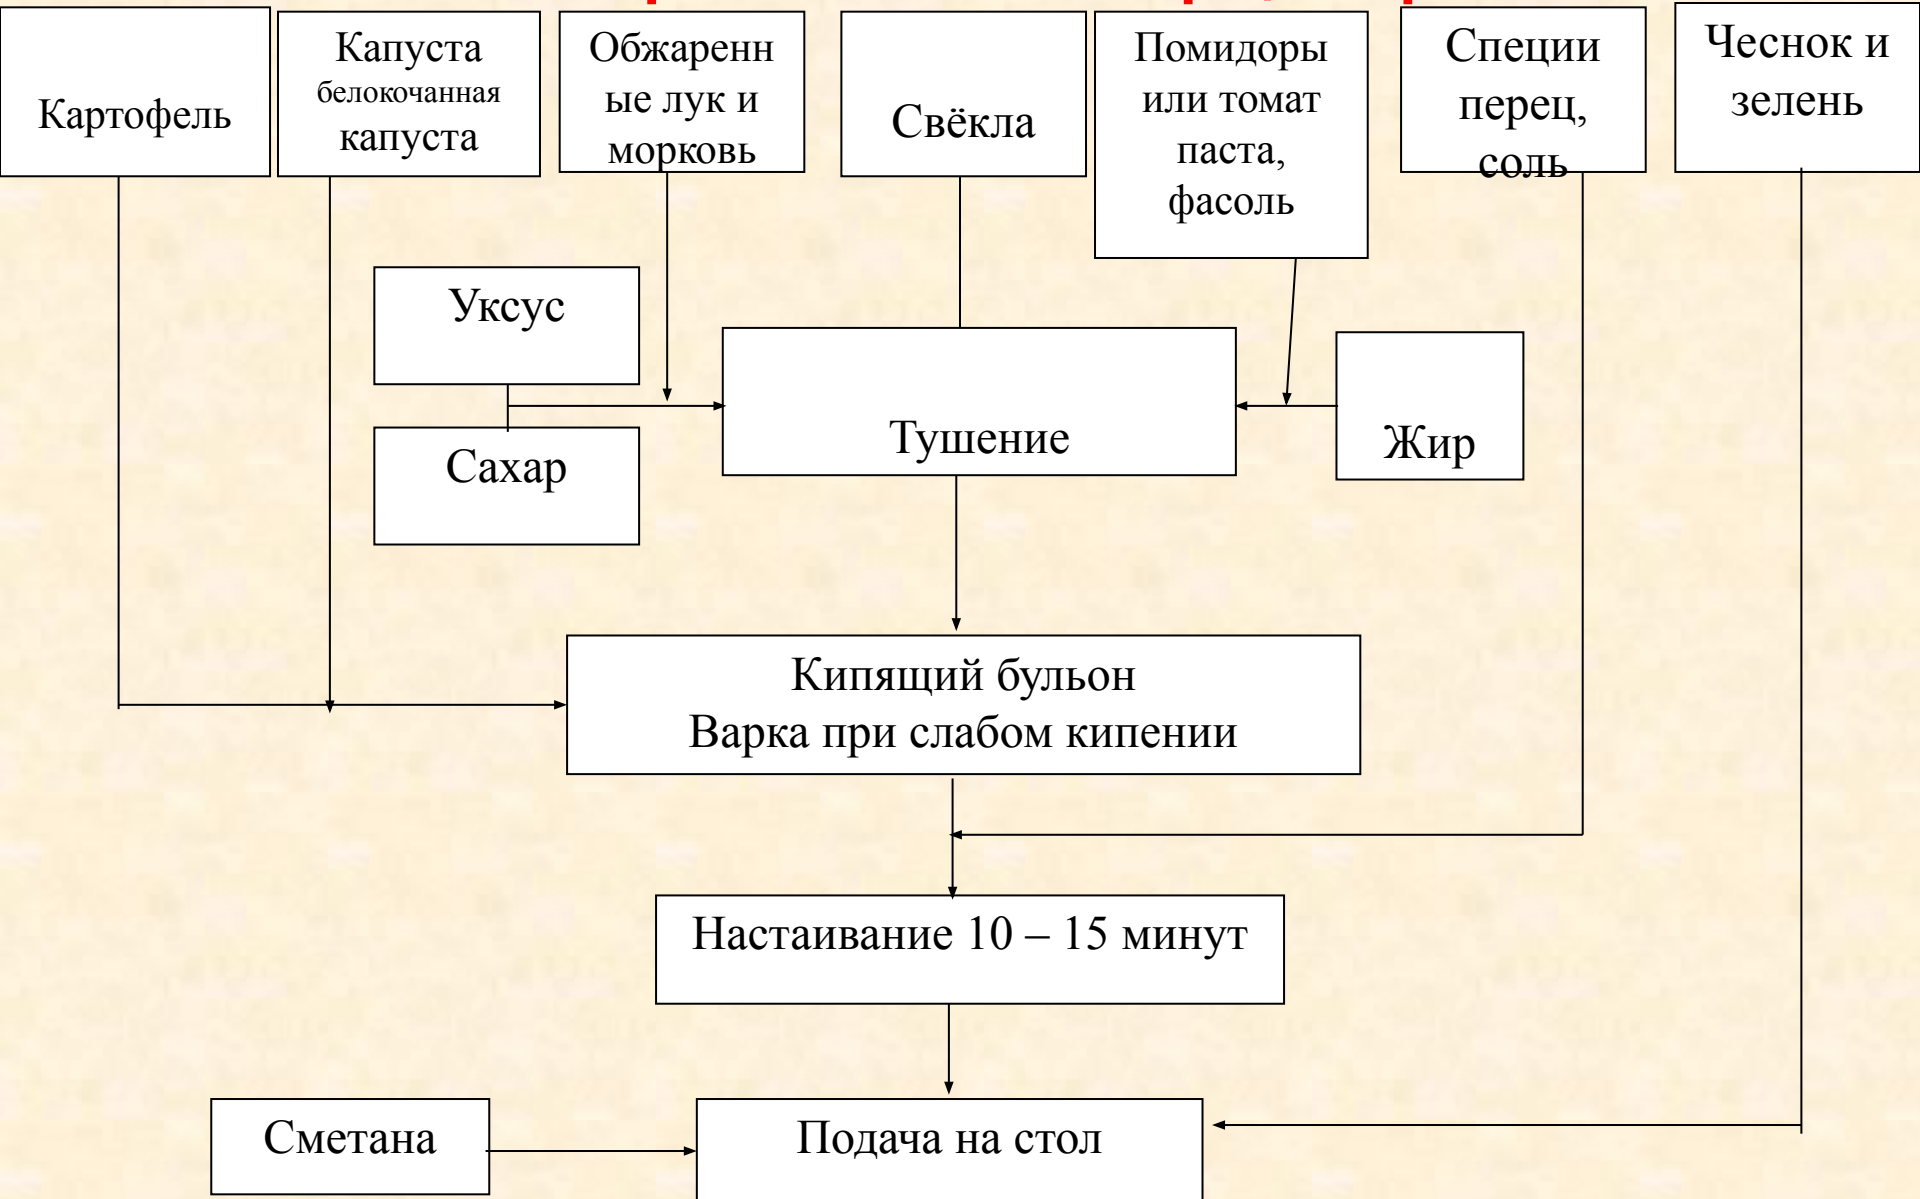 Картофель
Капуста
белокочанная
капуста
Обжаренн
ые лук и
морковь
Свёкла
Помидоры
или томат
паста,
фасоль
Специи
перец,
соль
Чеснок и
зелень
Уксус
Сахар
Тушение
Жир
Кипящий бульон
Варка при слабом кипении
Настаивание 10 – 15 минут
Сметана
Подача на стол